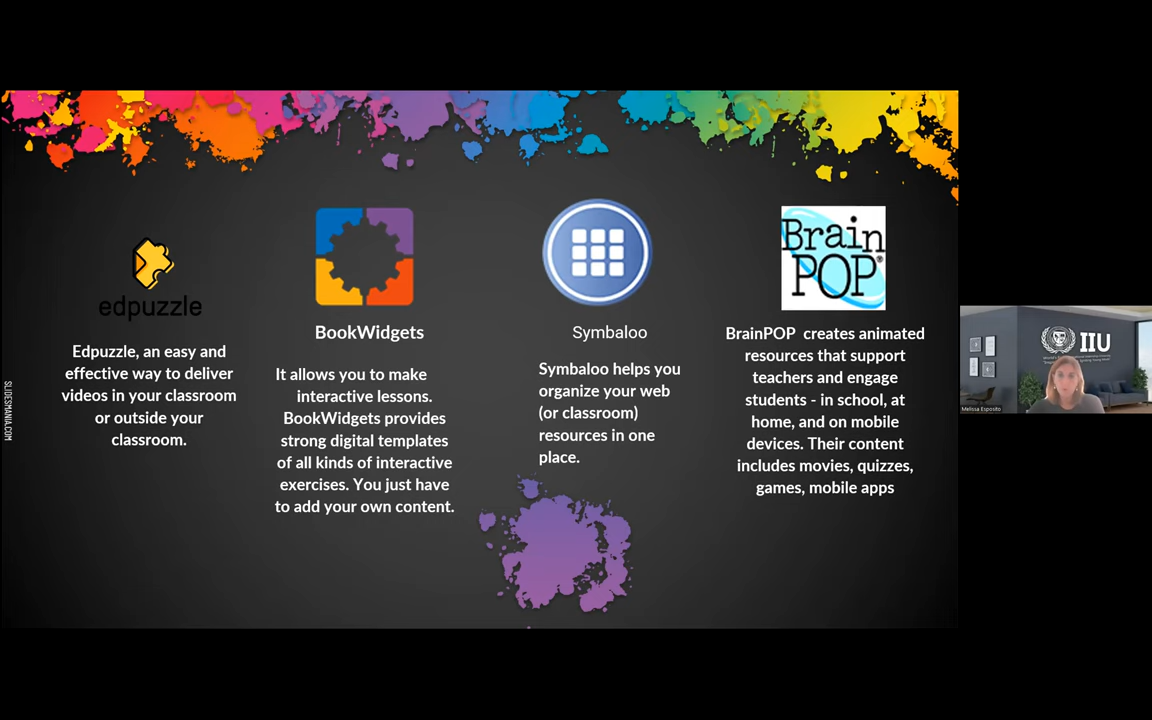 edpuzzle
Edpuzzle, an easy and
effective way to deliver
videos in your classroom
or outside your
classroom.
BookWidgets
It allows you to make
interactive lessons.
BookWidgets provides
strong digital templates
of all kinds of interactive
exercises. You just have
to add your own content.
Symbaloo
Symbaloo helps you
organize your web
(or classroom)
resources in one
place.
Brain
POP®
BrainPOP creates animated
resources that support
teachers and engage
students - in school, at
home, and on mobile
devices. Their content
includes movies, quizzes,
games, mobile apps
SLIDESMANIA.COM
IIU
Melissa Esposito